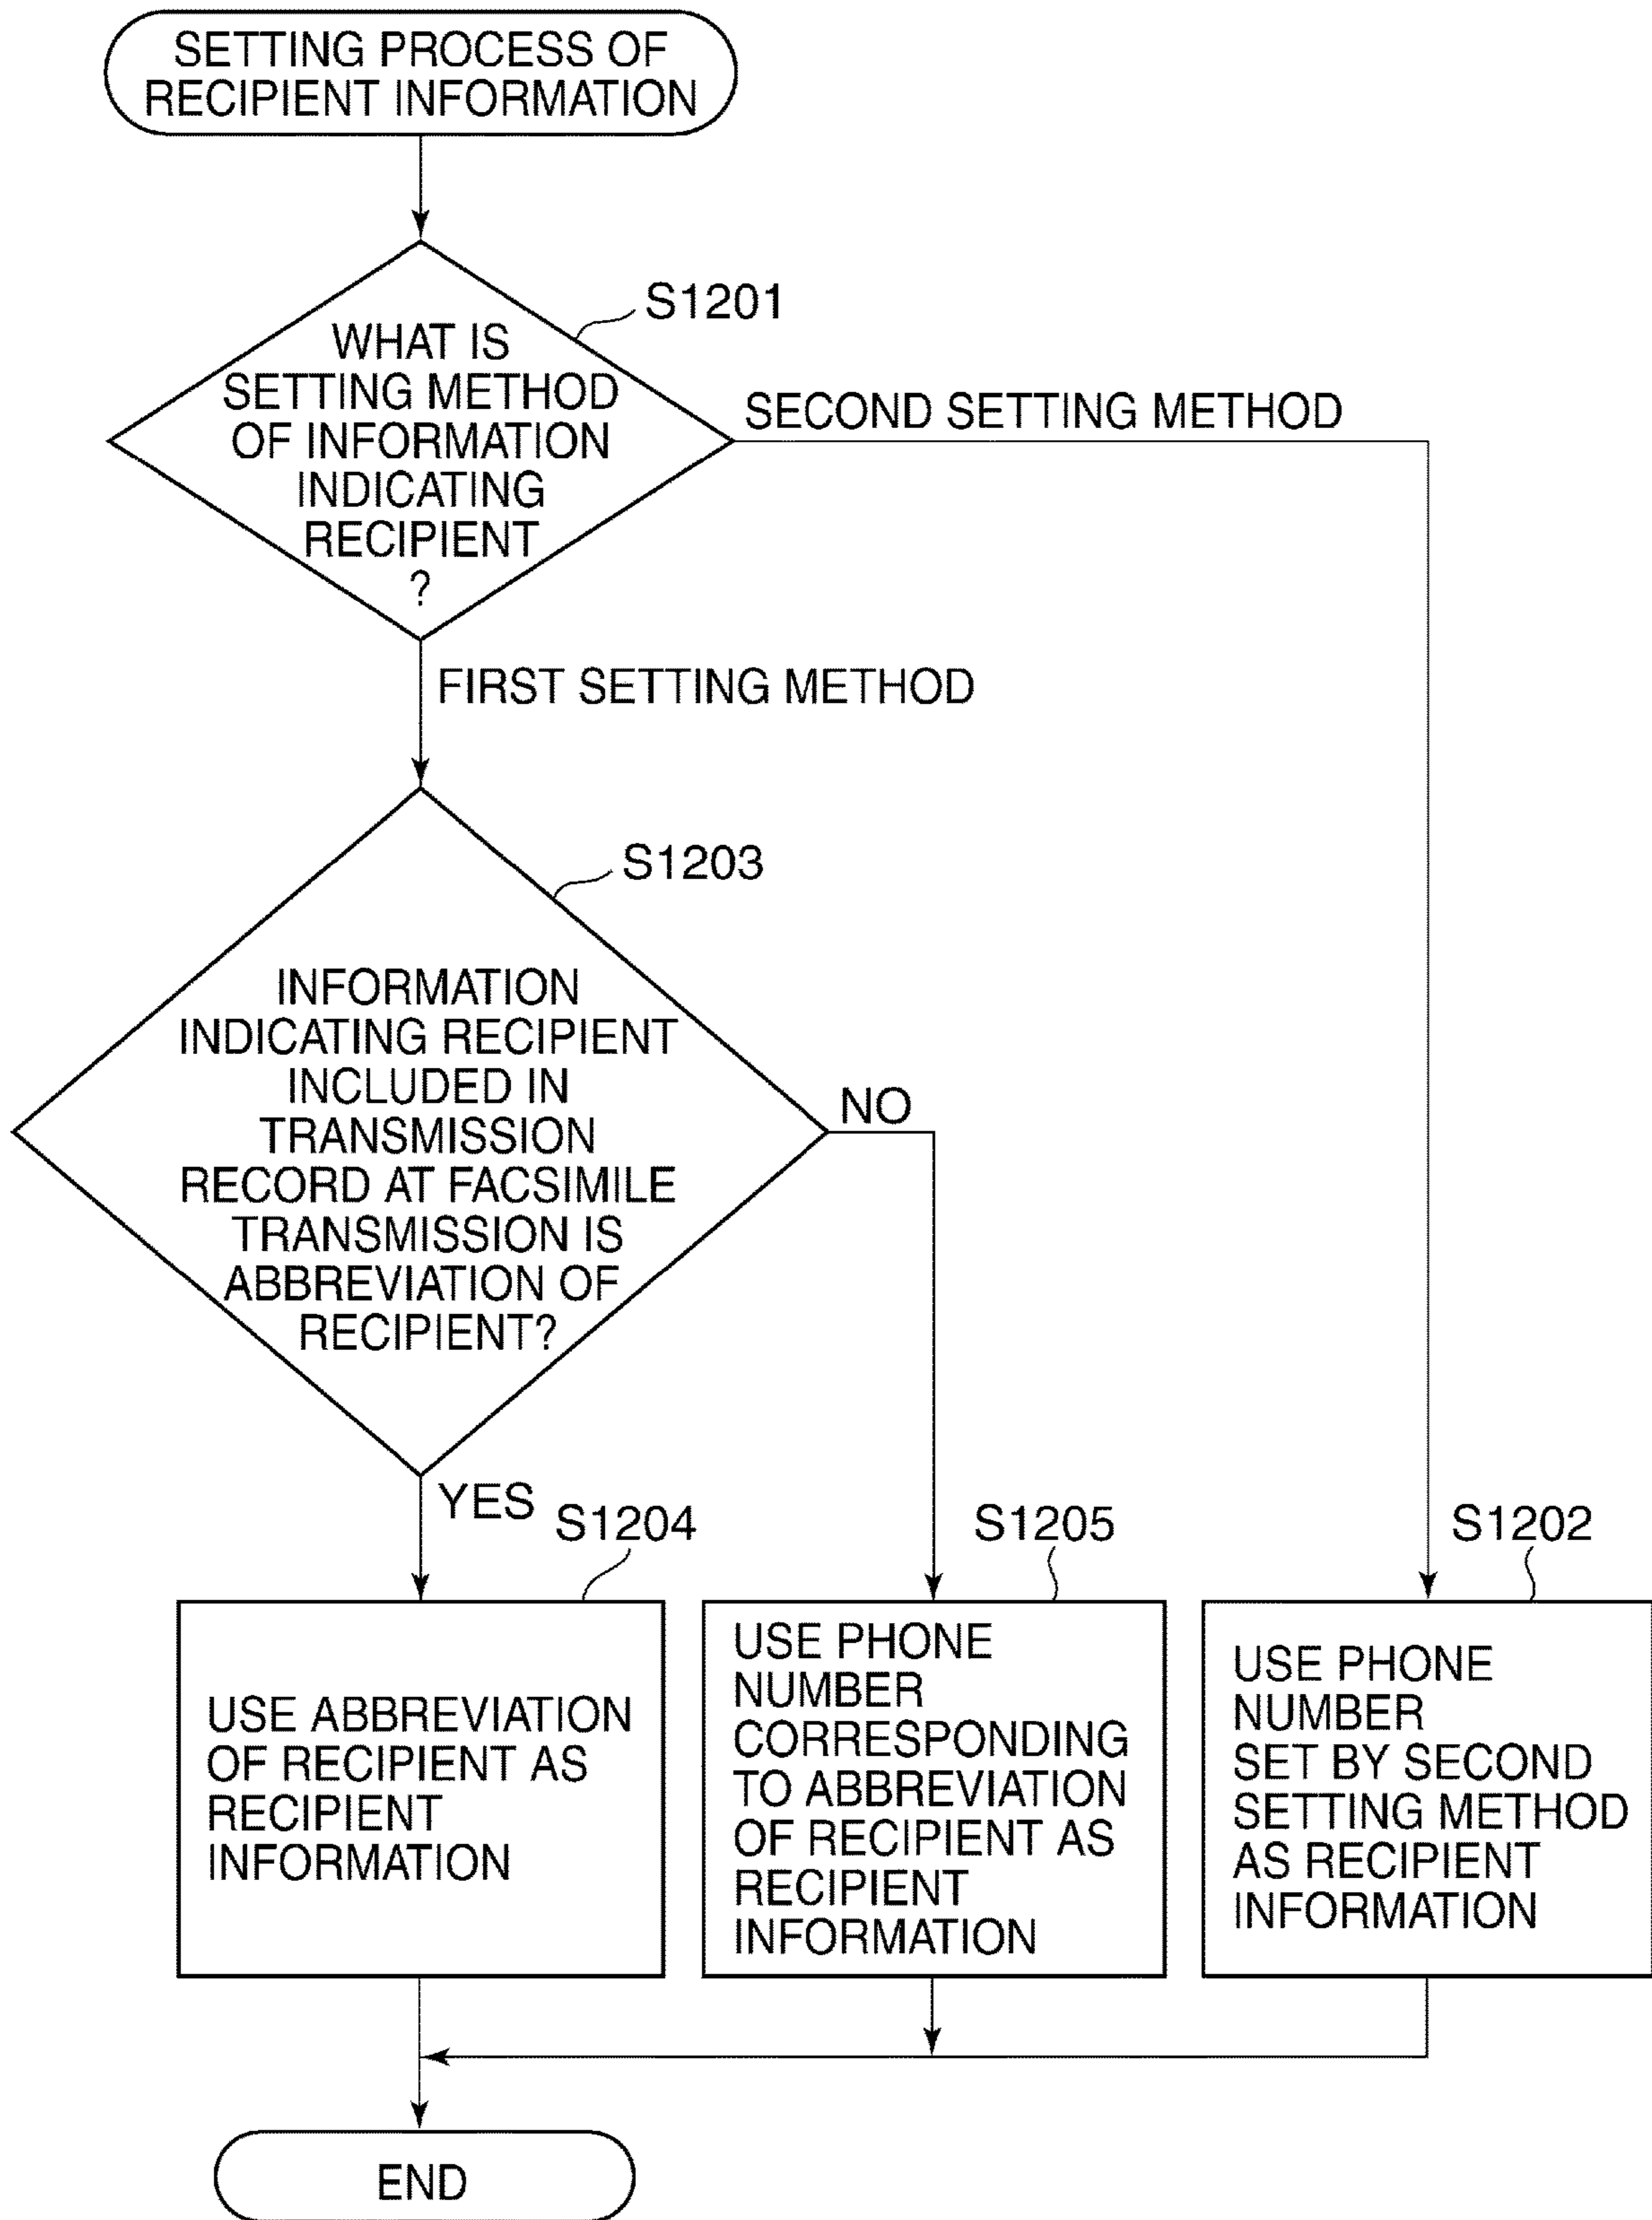 SETTING PROCESS OF
RECIPIENT INFORMATION
S1201
WHAT IS
SETTING METHOD
OF INFORMATION
INDICATING
RECIPIENT
?
SECOND SETTING METHOD
FIRST SETTING METHOD
S1203
INFORMATION
INDICATING RECIPIENT
INCLUDED IN
TRANSMISSION
RECORD AT FACSIMILE
TRANSMISSION IS
ABBREVIATION OF
RECIPIENT?
NO
YES
S1204
USE ABBREVIATION
OF RECIPIENT AS
RECIPIENT
INFORMATION
S1205
USE PHONE
NUMBER
CORRESPONDING
TO ABBREVIATION
OF RECIPIENT AS
RECIPIENT
INFORMATION
S1202
USE PHONE
NUMBER
SET BY SECOND
SETTING METHOD
AS RECIPIENT
INFORMATION
END